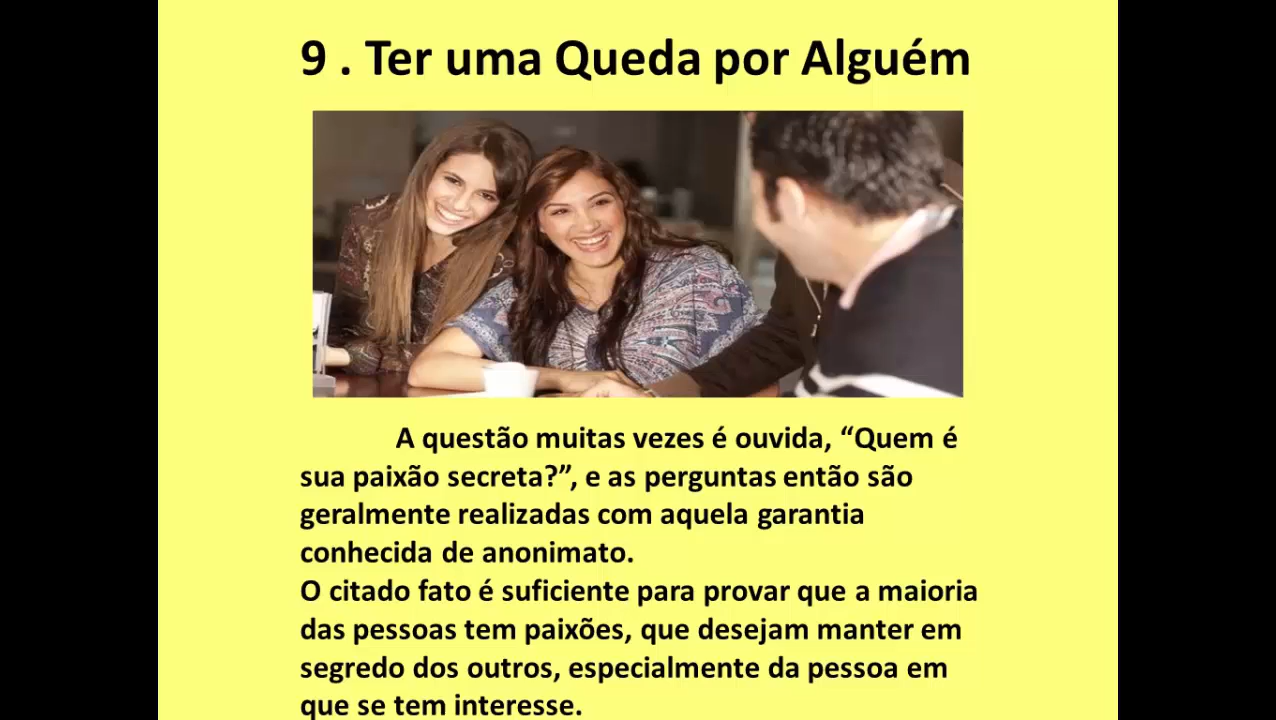 9 . Ter uma Queda por Alguém
A questão muitas vezes é ouvida, “Quem é
sua paixão secreta?”, e as perguntas então são
geralmente realizadas com aquela garantia
conhecida de anonimato.
O citado fato é suficiente para provar que a maioria
das pessoas tem paixões, que desejam manter em
segredo dos outros, especialmente da pessoa em
que se tem interesse.